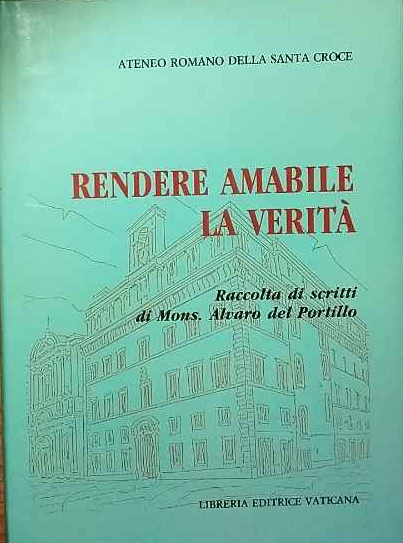 ATENEO ROMANO DELLA SANTA CROCE
RENDERE AMABILE
LA VERITÀ
Raccolta di scritti
di Mons. Alvaro del Portillo
LIBRERIA EDITRICE VATICANA